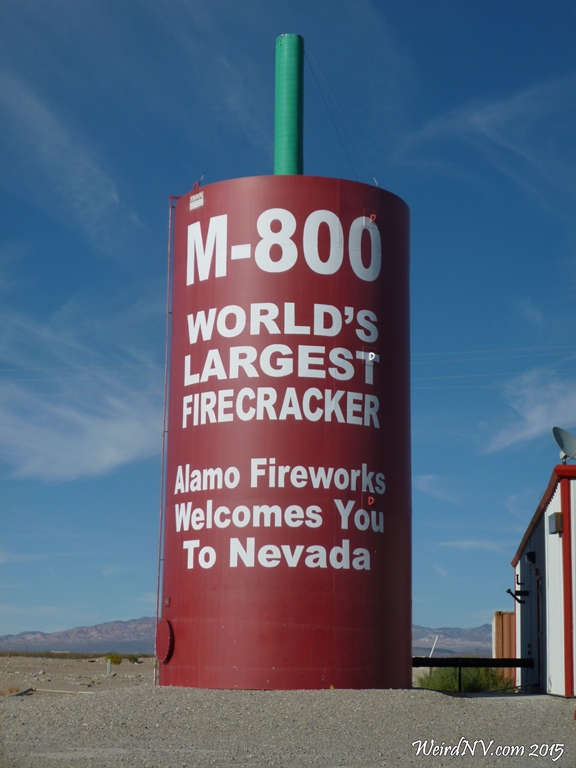 M-800
WORLD'S
LARGEST
FIRECRACKER
Alamo Fireworks
Welcomes You
To Nevada
WeirdNV.com 2015